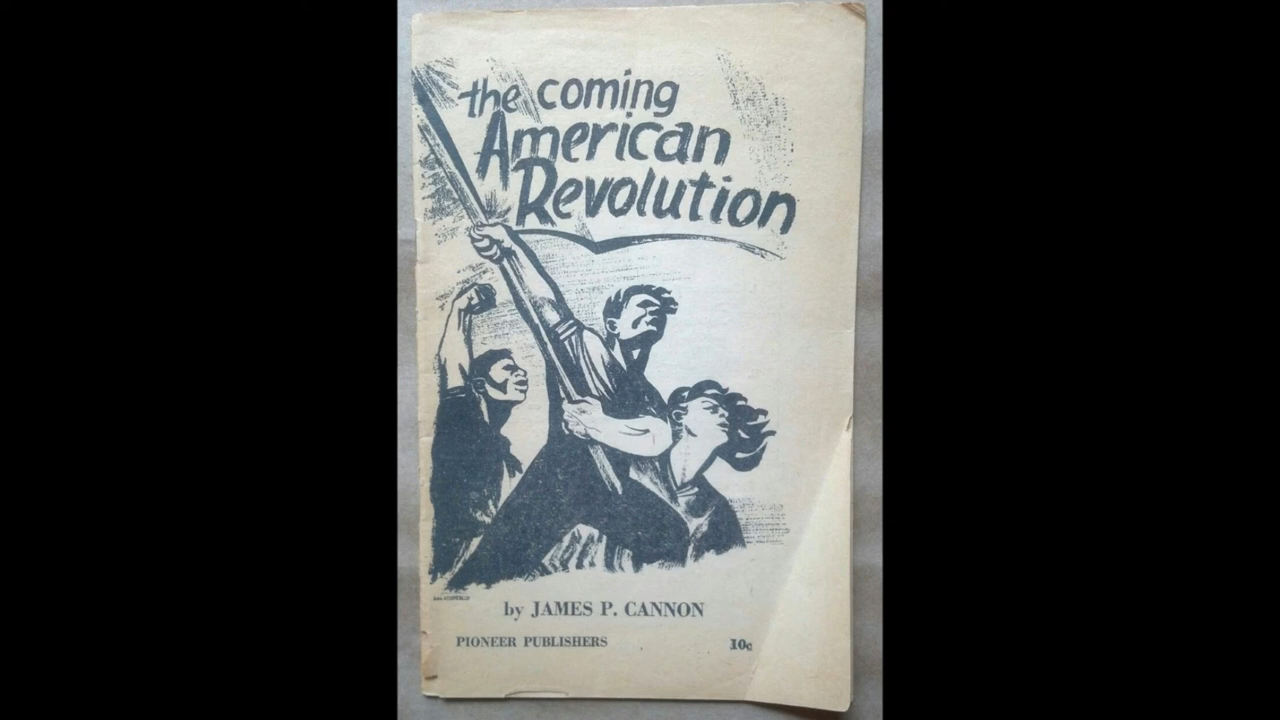 the coming
American
Revolution
by JAMES P. CANNON
PIONEER PUBLISHERS 10c